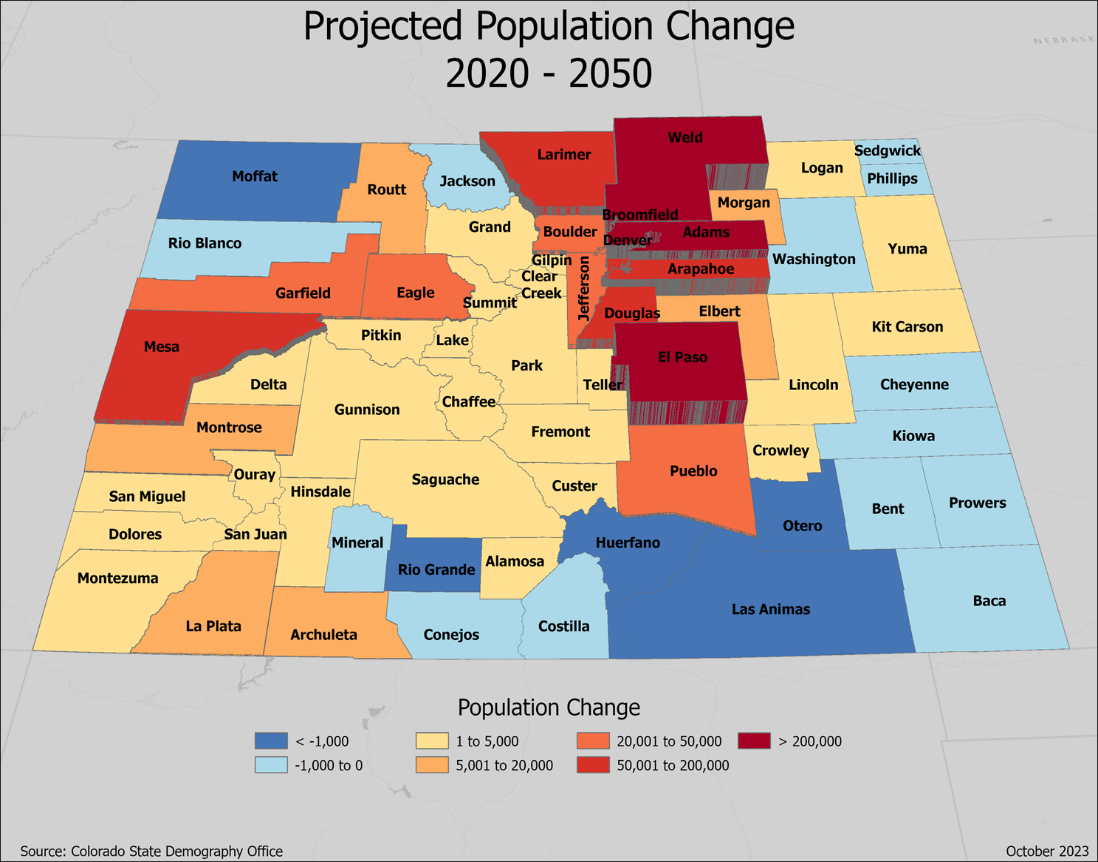 Projected Population Change
2020 - 2050
Weld
Larimer
Sedgwick
Logan
Phillips
Moffat
Jackson
Routt
Morgan
Broomfield
Grand
Boulder
Adams
Denver
Rio Blanco
Yuma
Washington
Gilpin
Arapahoe
Clear
Creek
Jefferson
Garfield
Eagle
Summit
Douglas
Elbert
Kit Carson
Pitkin
Lake
Mesa
El Paso
Park
Delta
Teller
Lincoln
Cheyenne
Chaffee
Gunnison
Montrose
Fremont
Kiowa
Crowley
Pueblo
Ouray
Saguache
Custer
Hinsdale
San Miguel
Bent
Prowers
Otero
Dolores
San Juan
Mineral
Huerfano
Alamosa
Rio Grande
Montezuma
Baca
Las Animas
La Plata
Archuleta
Conejos
Costilla
Population Change
< -1,000
1 to 5,000
20,001 to 50,000
> 200,000
-1,000 to 0
5,001 to 20,000
50,001 to 200,000
Source: Colorado State Demography Office
October 2023